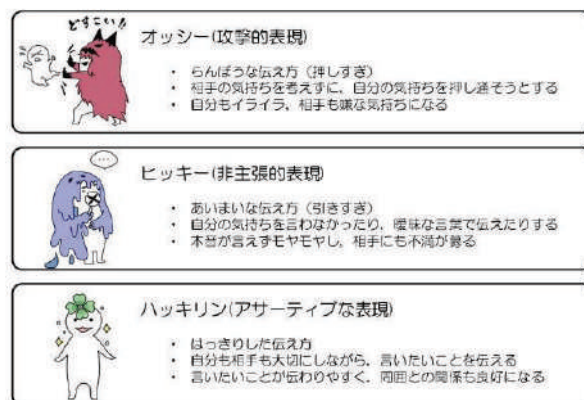 どすこい!!
オッシー(攻撃的表現)
・ らんぼうな伝え方（押しすぎ）
・ 相手の気持ちを考えずに、自分の気持ちを押し通そうとする
・ 自分もイライラ、相手も嫌な気持ちになる
...
ヒッキー(非主張的表現)
・ あいまいな伝え方（引きすぎ）
・ 自分の気持ちを言わなかったり、曖昧な言葉で伝えたりする
・ 本音が言えずモヤモヤし、相手にも不満が募る
ハッキリン(アサーティブな表現)
・ はっきりした伝え方
・ 自分も相手も大切にしながら、言いたいことを伝える
・ 言いたいことが伝わりやすく、周囲との関係も良好になる